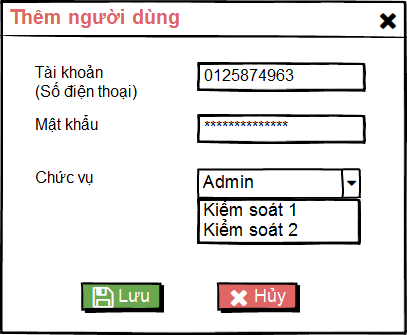 Thêm người dùng
Tài khoản
(Số điện thoại)
0125874963
Mật khẩu
**************
Chức vụ
Admin
Kiểm soát 1
Kiểm soát 2
Lưu
Hủy